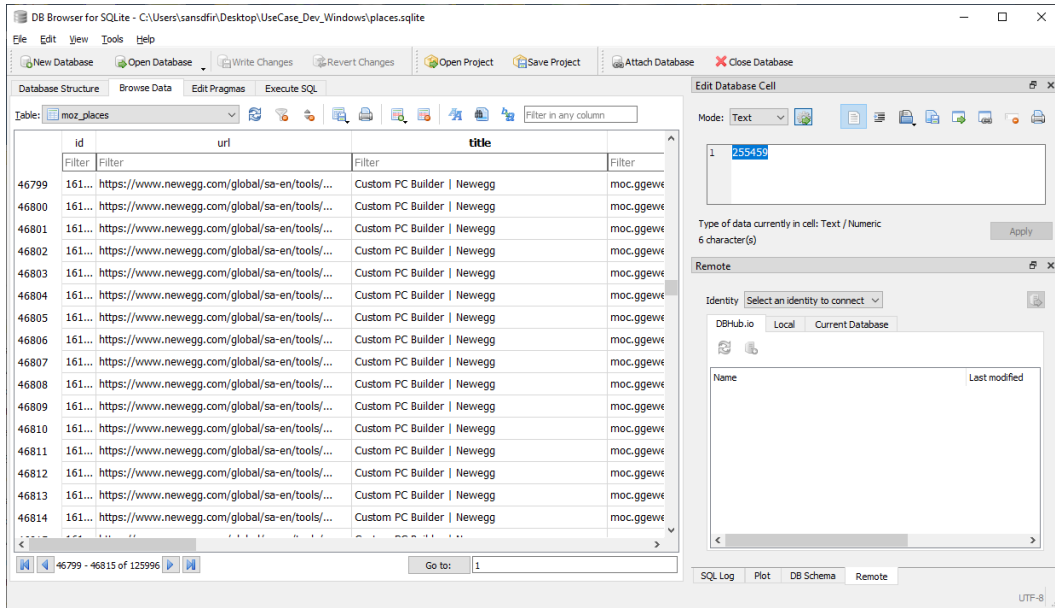 DB Browser for SQLite - C:\Users\sansdfir\Desktop\UseCase_Dev_Windows\places.sqlite
File Edit View Tools Help
New Database Open Database Write Changes Revert Changes Open Project Save Project Attach Database Close Database
Database Structure Browse Data Edit Pragmas Execute SQL
Table: moz_places Filter in any column
id url title
Filter Filter Filter Filter
46799 161... https://www.newegg.com/global/sa-en/tools/... Custom PC Builder | Newegg moc.ggewe
46800 161... https://www.newegg.com/global/sa-en/tools/... Custom PC Builder | Newegg moc.ggewe
46801 161... https://www.newegg.com/global/sa-en/tools/... Custom PC Builder | Newegg moc.ggewe
46802 161... https://www.newegg.com/global/sa-en/tools/... Custom PC Builder | Newegg moc.ggewe
46803 161... https://www.newegg.com/global/sa-en/tools/... Custom PC Builder | Newegg moc.ggewe
46804 161... https://www.newegg.com/global/sa-en/tools/... Custom PC Builder | Newegg moc.ggewe
46805 161... https://www.newegg.com/global/sa-en/tools/... Custom PC Builder | Newegg moc.ggewe
46806 161... https://www.newegg.com/global/sa-en/tools/... Custom PC Builder | Newegg moc.ggewe
46807 161... https://www.newegg.com/global/sa-en/tools/... Custom PC Builder | Newegg moc.ggewe
46808 161... https://www.newegg.com/global/sa-en/tools/... Custom PC Builder | Newegg moc.ggewe
46809 161... https://www.newegg.com/global/sa-en/tools/... Custom PC Builder | Newegg moc.ggewe
46810 161... https://www.newegg.com/global/sa-en/tools/... Custom PC Builder | Newegg moc.ggewe
46811 161... https://www.newegg.com/global/sa-en/tools/... Custom PC Builder | Newegg moc.ggewe
46812 161... https://www.newegg.com/global/sa-en/tools/... Custom PC Builder | Newegg moc.ggewe
46813 161... https://www.newegg.com/global/sa-en/tools/... Custom PC Builder | Newegg moc.ggewe
46814 161... https://www.newegg.com/global/sa-en/tools/... Custom PC Builder | Newegg moc.ggewe
46799 - 46815 of 125996 Go to: 1
Edit Database Cell
Mode: Text
1 255459
Type of data currently in cell: Text / Numeric
6 character(s)
Apply
Remote
Identity Select an identity to connect
DBHub.io Local Current Database
Name Last modified
SQL Log Plot DB Schema Remote
UTF-8